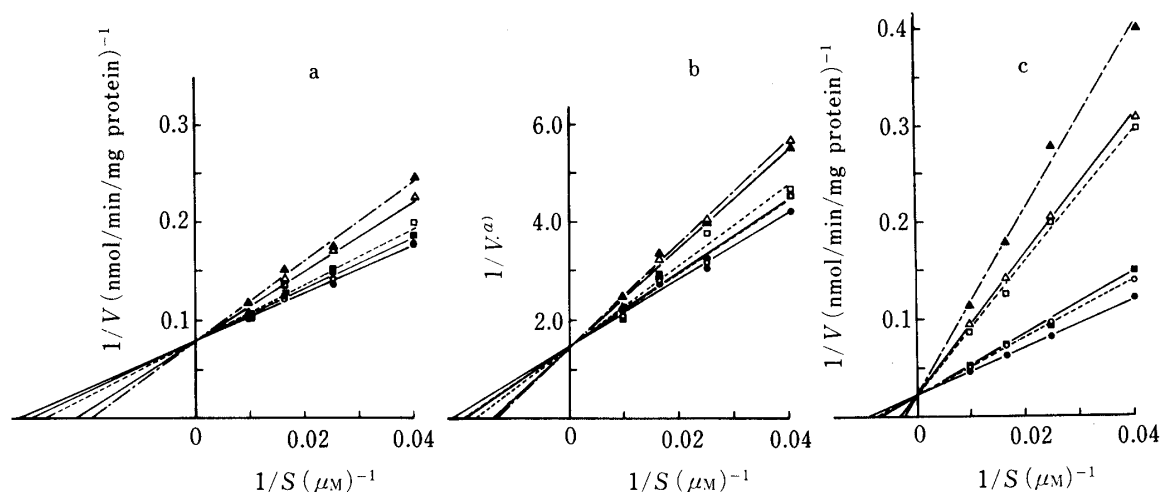 a
1/V (nmol/min/mg protein)⁻¹
0.3
0.2
0.1
0 0.02 0.04
1/S (μM)⁻¹
b
1/V.ᵃ⁾
6.0
4.0
2.0
0 0.02 0.04
1/S (μM)⁻¹
c
1/V (nmol/min/mg protein)⁻¹
0.4
0.3
0.2
0.1
0 0.02 0.04
1/S (μM)⁻¹